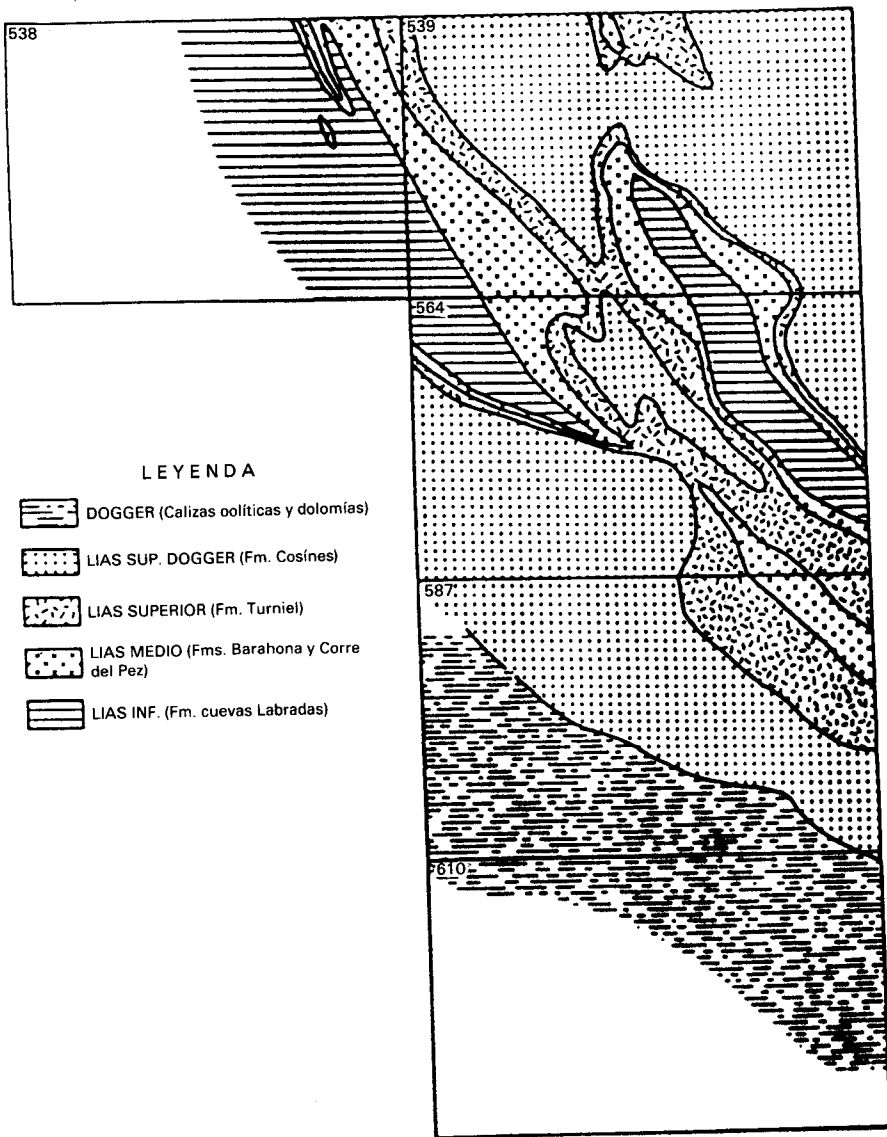 538
539
564
587
610
LEYENDA
DOGGER (Calizas oolíticas y dolomías)
LIAS SUP. DOGGER (Fm. Cosínes)
LIAS SUPERIOR (Fm. Turniel)
LIAS MEDIO (Fms. Barahona y Corre
del Pez)
LIAS INF. (Fm. cuevas Labradas)